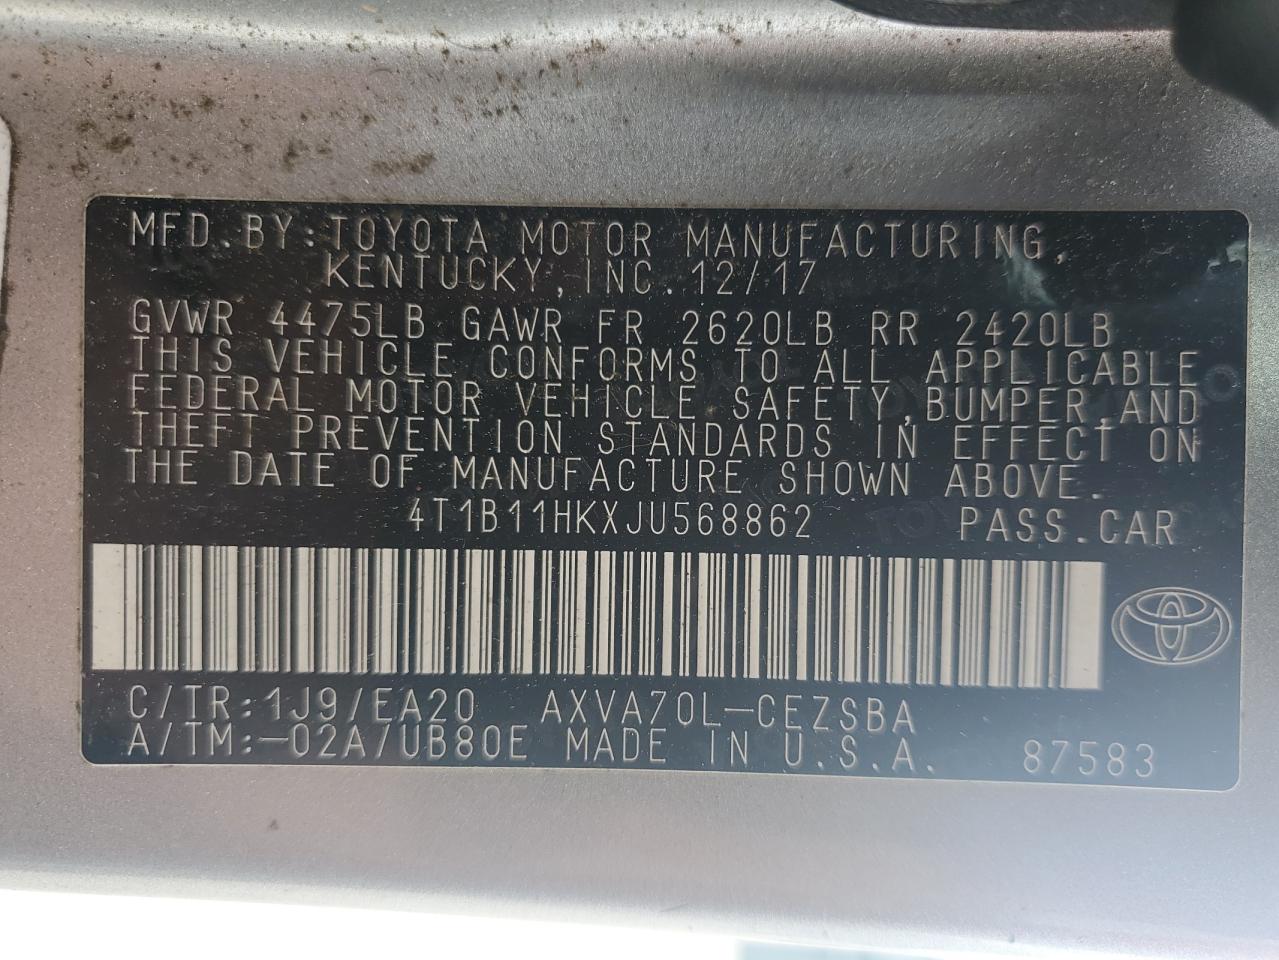 MFD. BY: TOYOTA MOTOR MANUFACTURING,
KENTUCKY, INC. 12/17
GVWR 4475LB GAWR FR 2620LB RR 2420LB
THIS VEHICLE CONFORMS TO ALL APPLICABLE
FEDERAL MOTOR VEHICLE SAFETY, BUMPER, AND
THEFT PREVENTION STANDARDS IN EFFECT ON
THE DATE OF MANUFACTURE SHOWN ABOVE.
4T1B11HKXJU568862 PASS. CAR
C/TR: 1J9/EA20 AXVA70L-CEZSBA
A/TM:-02A/UB80E MADE IN U.S.A. 87583